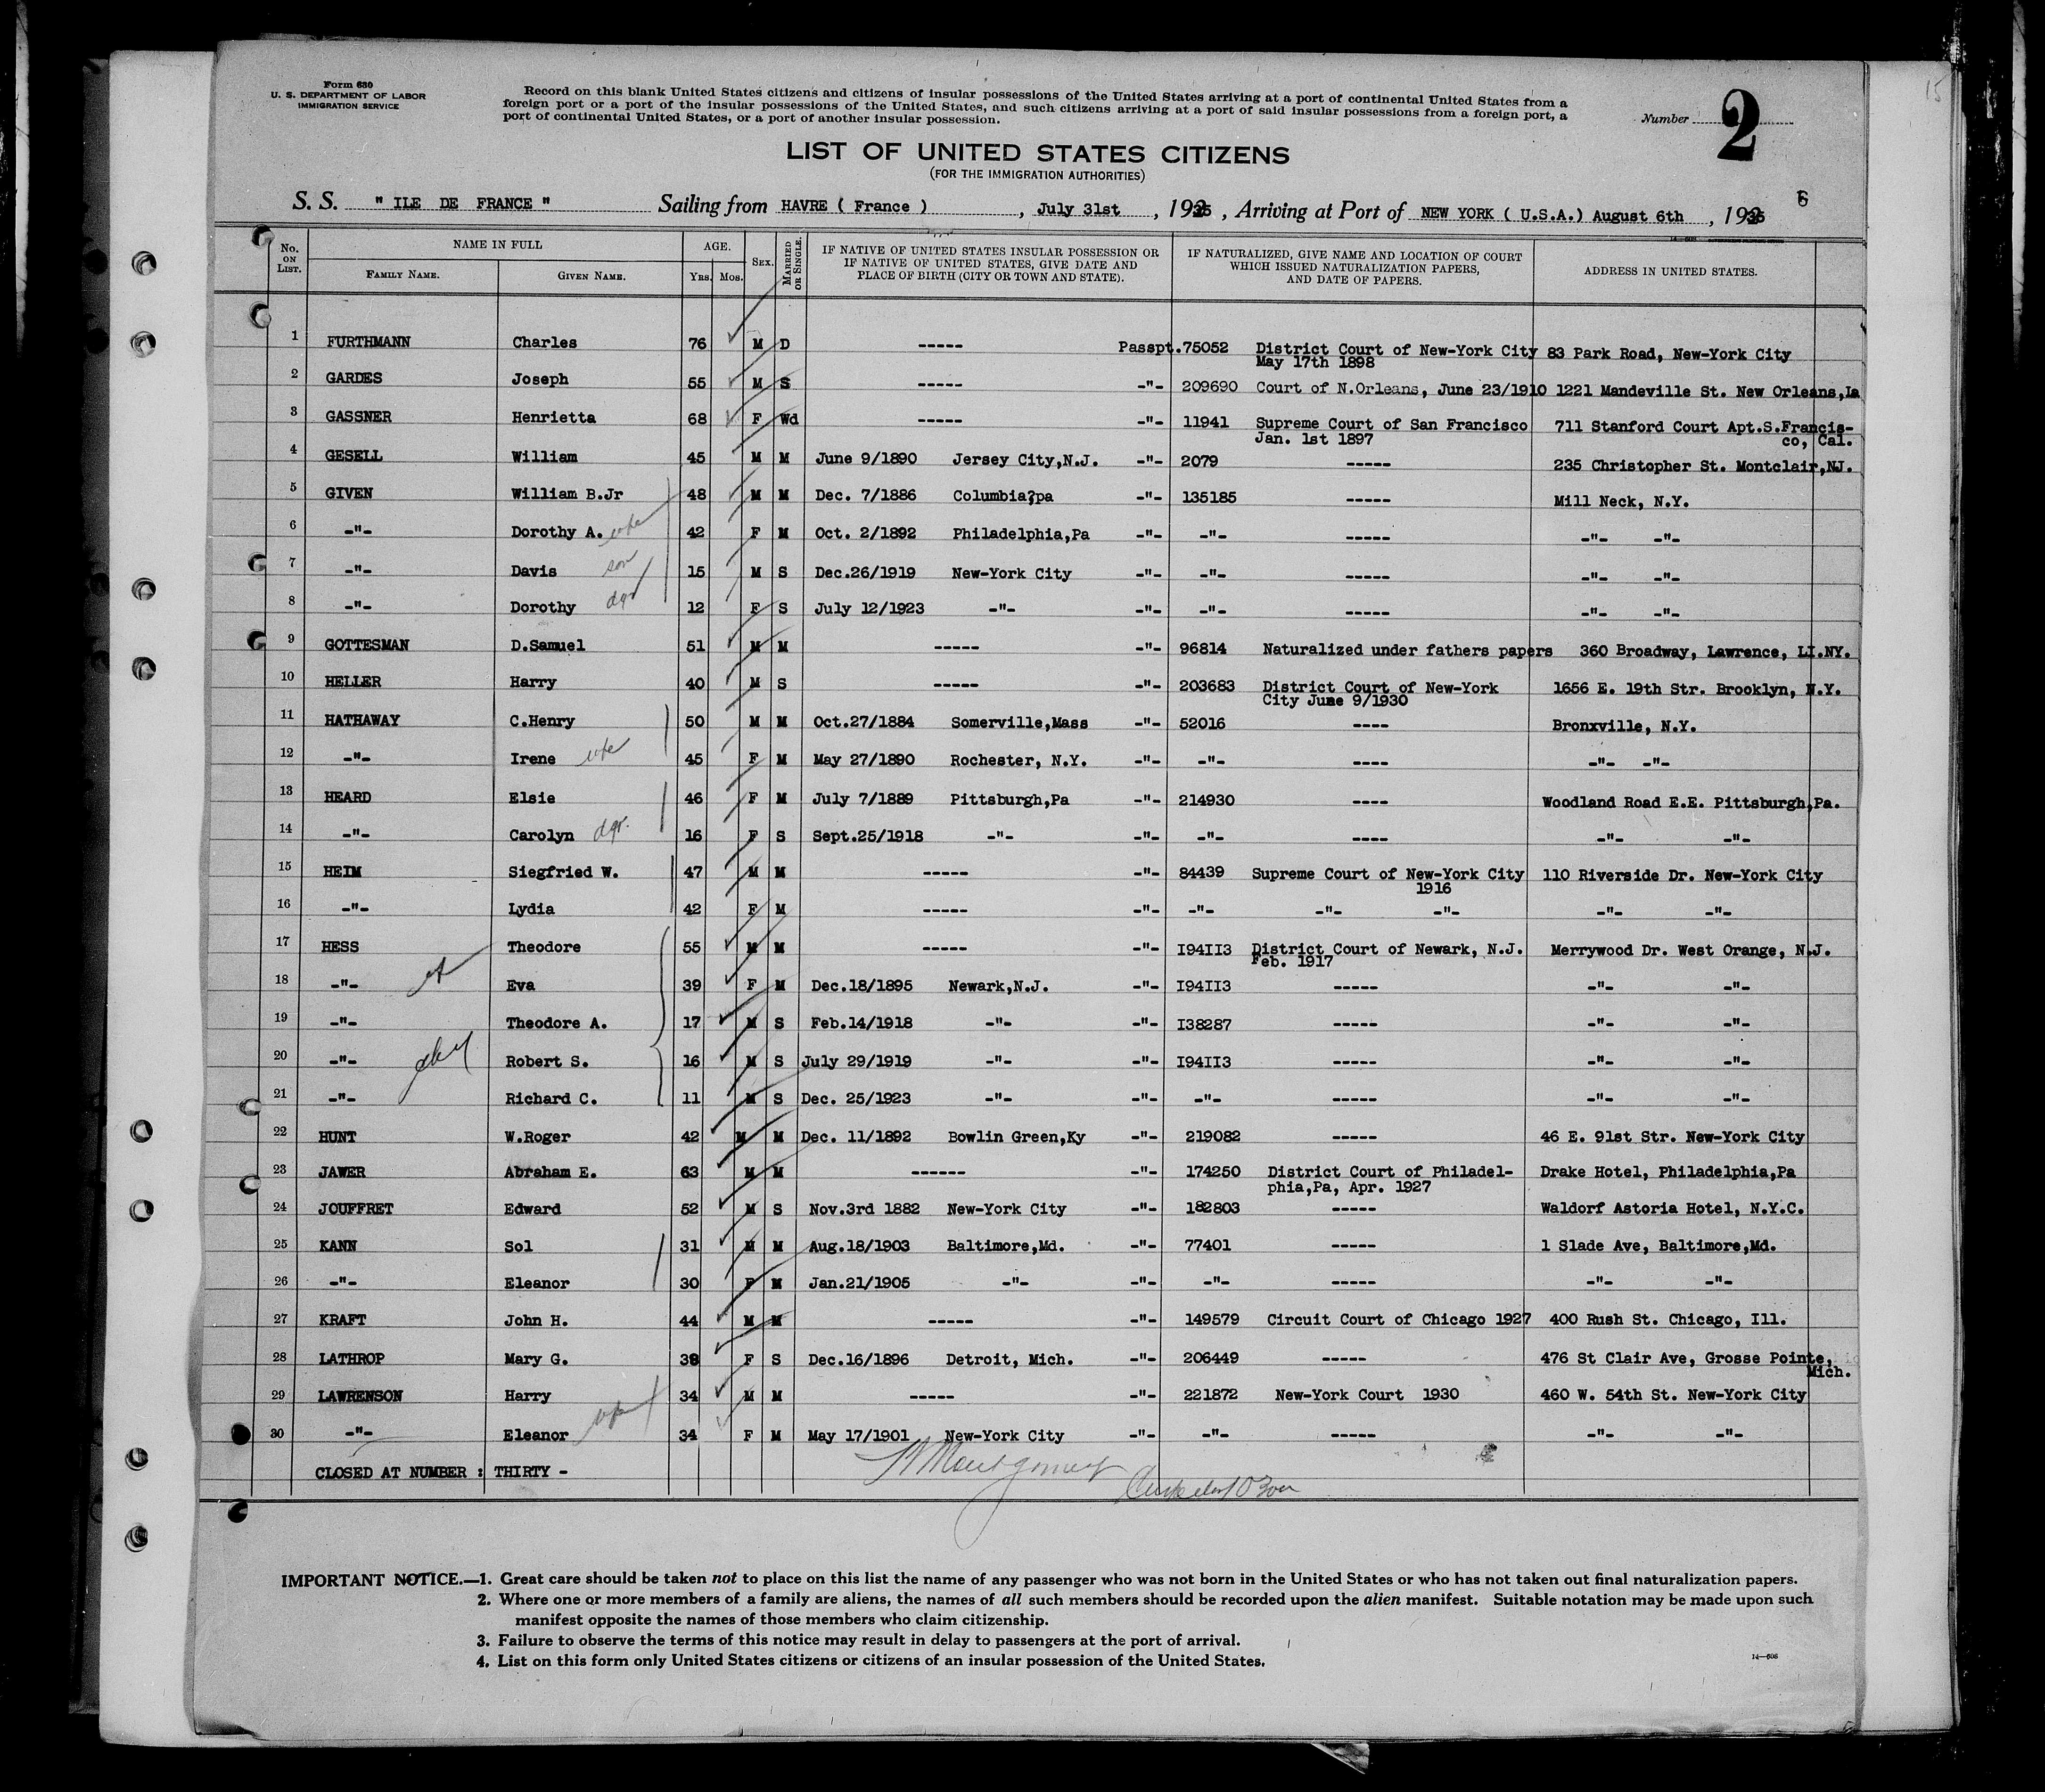 15
Form 630
U. S. DEPARTMENT OF LABOR
IMMIGRATION SERVICE
Record on this blank United States citizens and citizens of insular possessions of the United States arriving at a port of continental United States from a
foreign port or a port of the insular possessions of the United States, and such citizens arriving at a port of said insular possessions from a foreign port, a
port of continental United States, or a port of another insular possession.
Number 2
LIST OF UNITED STATES CITIZENS
(FOR THE IMMIGRATION AUTHORITIES)
S. S. " ILE DE FRANCE " Sailing from HAVRE ( France ) , July 31st , 1935 , Arriving at Port of NEW YORK ( U.S.A.) August 6th , 1935 6
No. ON LIST. NAME IN FULL FAMILY NAME. GIVEN NAME. AGE. Yrs. Mos. SEX. MARRIED OR SINGLE. IF NATIVE OF UNITED STATES INSULAR POSSESSION OR IF NATIVE OF UNITED STATES, GIVE DATE AND PLACE OF BIRTH (CITY OR TOWN AND STATE). IF NATURALIZED, GIVE NAME AND LOCATION OF COURT WHICH ISSUED NATURALIZATION PAPERS, AND DATE OF PAPERS. ADDRESS IN UNITED STATES.
1 FURTHMANN Charles 76 M D ----- Passpt.75052 District Court of New-York City 83 Park Road, New-York City
May 17th 1898
2 GARDES Joseph 55 M S ----- -"- 209690 Court of N.Orleans, June 23/1910 1221 Mandeville St. New Orleans,La
3 GASSNER Henrietta 68 F Wd ----- -"- 11941 Supreme Court of San Francisco 711 Stanford Court Apt.S.Francis-
Jan. 1st 1897 co, Cal.
4 GESELL William 45 M M June 9/1890 Jersey City,N.J. -"- 2079 ----- 235 Christopher St. Montclair,NJ.
5 GIVEN William B.Jr 48 M M Dec. 7/1886 Columbia?pa -"- 135185 ----- Mill Neck, N.Y.
6 -"- Dorothy A. wife 42 F M Oct. 2/1892 Philadelphia,Pa -"- -"- ----- -"- -"-
7 -"- Davis son 15 M S Dec.26/1919 New-York City -"- -"- ----- -"- -"-
8 -"- Dorothy dgr 12 F S July 12/1923 -"- -"- -"- ----- -"- -"-
9 GOTTESMAN D.Samuel 51 M M ----- -"- 96814 Naturalized under fathers papers 360 Broadway, Lawrence, LI.NY.
10 HELLER Harry 40 M S ----- -"- 203683 District Court of New-York 1656 E. 19th Str. Brooklyn, N.Y.
City June 9/1930
11 HATHAWAY C.Henry 50 M M Oct.27/1884 Somerville,Mass -"- 52016 ---- Bronxville, N.Y.
12 -"- Irene wife 45 F M May 27/1890 Rochester, N.Y. -"- -"- ---- -"- -"-
13 HEARD Elsie 46 F M July 7/1889 Pittsburgh,Pa -"- 214930 ---- Woodland Road E.E. Pittsburgh,Pa.
14 -"- Carolyn dgr. 16 F S Sept.25/1918 -"- -"- -"- ---- -"- -"-
15 HEIM Siegfried W. 47 M M ----- -"- 84439 Supreme Court of New-York City 110 Riverside Dr. New-York City
1916
16 -"- Lydia 42 F M ----- -"- -"- -"- -"- -"- -"-
17 HESS Theodore 55 M M ----- -"- I94II3 District Court of Newark, N.J. Merrywood Dr. West Orange, N.J.
Feb. 1917
18 -"- Eva 39 F M Dec.18/1895 Newark,N.J. -"- I94II3 ----- -"- -"-
19 -"- Theodore A. 17 M S Feb.14/1918 -"- -"- I38287 ----- -"- -"-
20 -"- Robert S. 16 M S July 29/1919 -"- -"- I94II3 ----- -"- -"-
21 -"- Richard C. 11 M S Dec. 25/1923 -"- -"- -"- ----- -"- -"-
22 HUNT W.Roger 42 M M Dec. 11/1892 Bowlin Green,Ky -"- 219082 ----- 46 E. 91st Str. New-York City
23 JAWER Abraham E. 63 M M ------ -"- 174250 District Court of Philadel- Drake Hotel, Philadelphia,Pa
phia,Pa, Apr. 1927
24 JOUFFRET Edward 52 M S Nov.3rd 1882 New-York City -"- 182803 ----- Waldorf Astoria Hotel, N.Y.C.
25 KANN Sol 31 M M Aug.18/1903 Baltimore,Md. -"- 77401 ----- 1 Slade Ave, Baltimore,Md.
26 -"- Eleanor 30 F M Jan.21/1905 -"- -"- -"- ----- -"- -"-
27 KRAFT John H. 44 M M ----- -"- 149579 Circuit Court of Chicago 1927 400 Rush St. Chicago, Ill.
28 LATHROP Mary G. 38 F S Dec.16/1896 Detroit, Mich. -"- 206449 ----- 476 St Clair Ave, Grosse Pointe,
Mich.
29 LAWRENSON Harry 34 M M ----- -"- 221872 New-York Court 1930 460 W. 54th St. New-York City
30 -"- Eleanor wife 34 F M May 17/1901 New-York City -"- -"- ----- -"- -"-
CLOSED AT NUMBER : THIRTY -
Montgomery
IMPORTANT NOTICE.—1. Great care should be taken not to place on this list the name of any passenger who was not born in the United States or who has not taken out final naturalization papers.
2. Where one or more members of a family are aliens, the names of all such members should be recorded upon the alien manifest. Suitable notation may be made upon such
manifest opposite the names of those members who claim citizenship.
3. Failure to observe the terms of this notice may result in delay to passengers at the port of arrival.
4. List on this form only United States citizens or citizens of an insular possession of the United States.
14—606